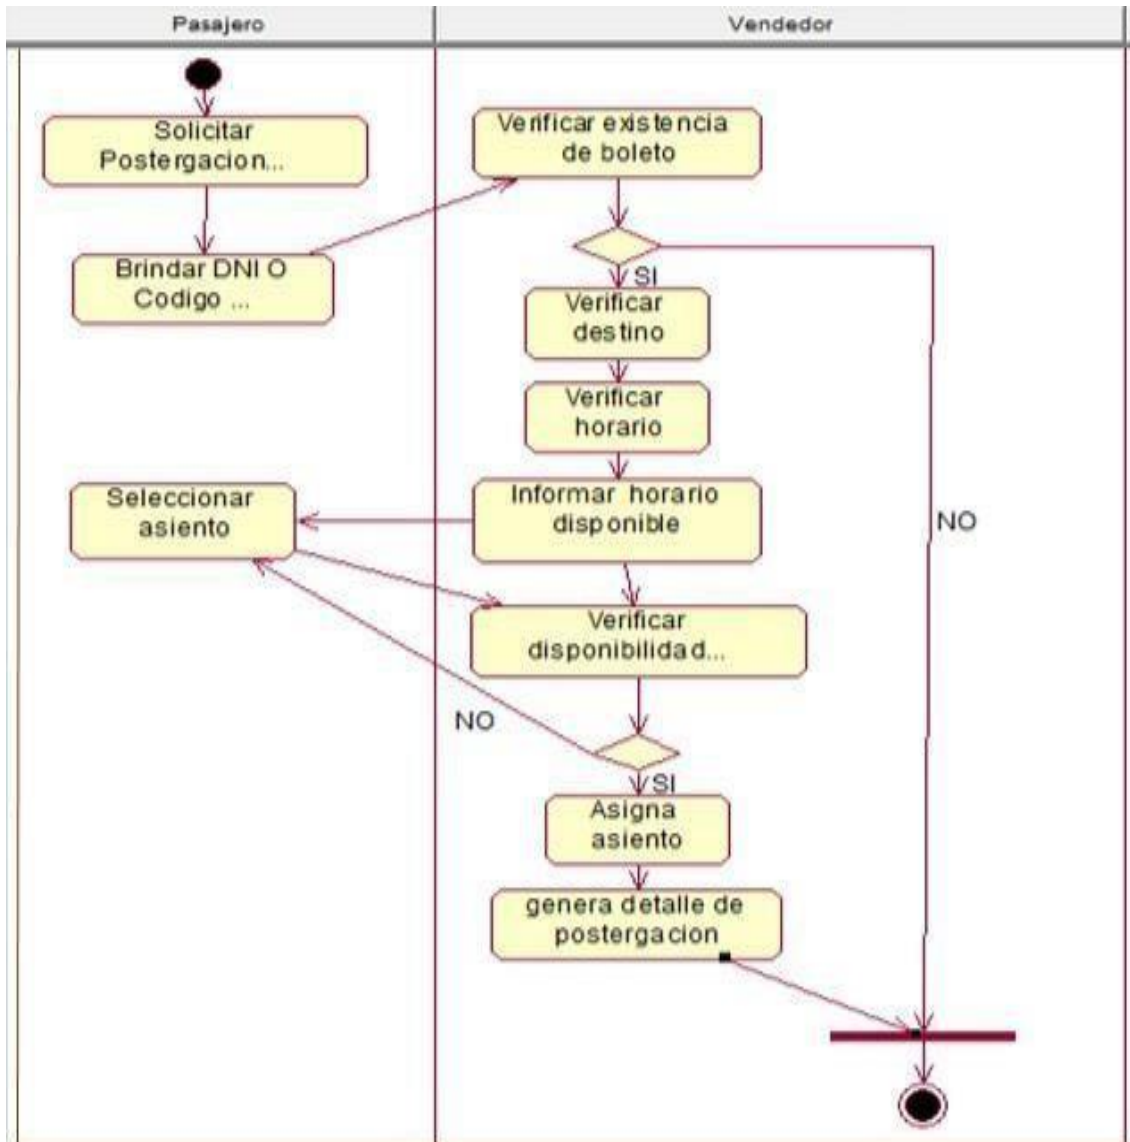 Pasajero
Vendedor
Solicitar
Postergacion...
Brindar DNI O
Codigo ...
Verificar existencia
de boleto
SI
Verificar
destino
Verificar
horario
Informar horario
disponible
Seleccionar
asiento
NO
Verificar
disponibilidad...
NO
SI
Asigna
asiento
genera detalle de
postergacion